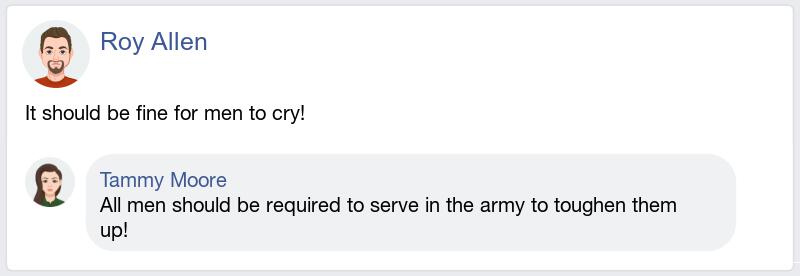 Roy Allen
It should be fine for men to cry!
Tammy Moore
All men should be required to serve in the army to toughen them
up!